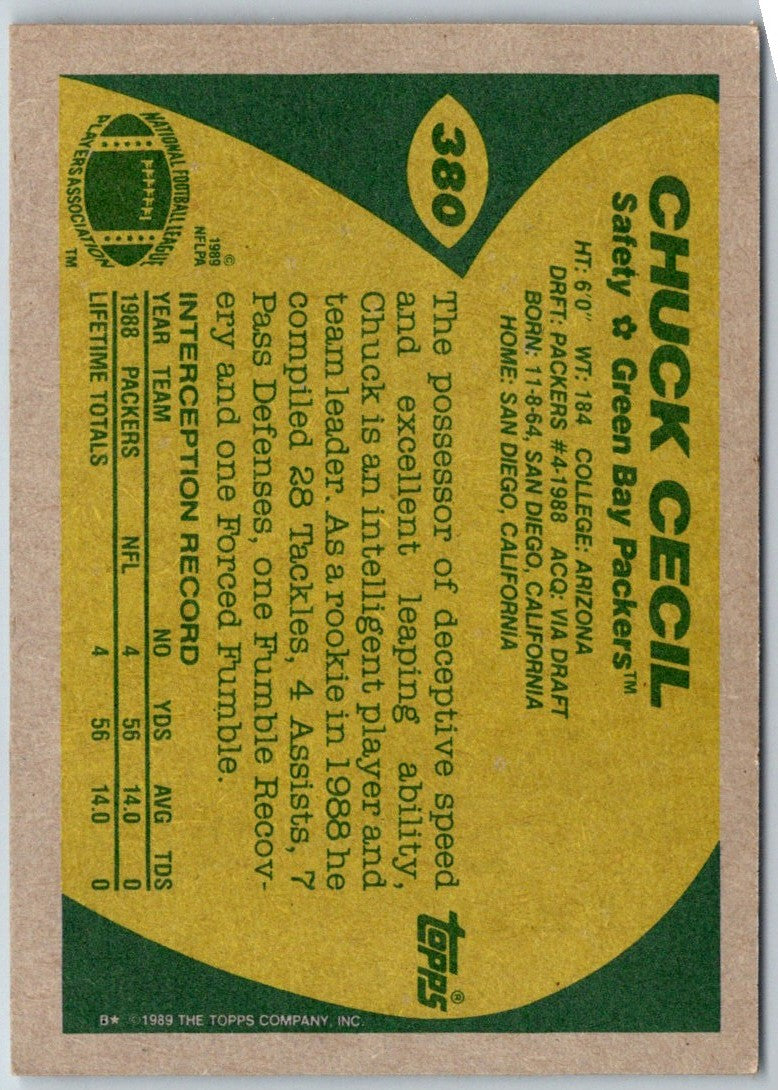 380
CHUCK CECIL
Safety ✿ Green Bay Packers™
HT: 6'0" WT: 184 COLLEGE: ARIZONA
DRFT: PACKERS #4-1988 ACQ: VIA DRAFT
BORN: 11-8-64, SAN DIEGO, CALIFORNIA
HOME: SAN DIEGO, CALIFORNIA
The possessor of deceptive speed
and excellent leaping ability,
Chuck is an intelligent player and
team leader. As a rookie in 1988 he
compiled 28 Tackles, 4 Assists, 7
Pass Defenses, one Fumble Recov-
ery and one Forced Fumble.
INTERCEPTION RECORD
YEAR TEAM NO YDS AVG TDS
1988 PACKERS NFL 4 56 14.0 0
LIFETIME TOTALS 4 56 14.0 0
©
1989
NFLPA
NATIONAL FOOTBALL LEAGUE
PLAYERS ASSOCIATION
TM
topps®
B* ©1989 THE TOPPS COMPANY, INC.